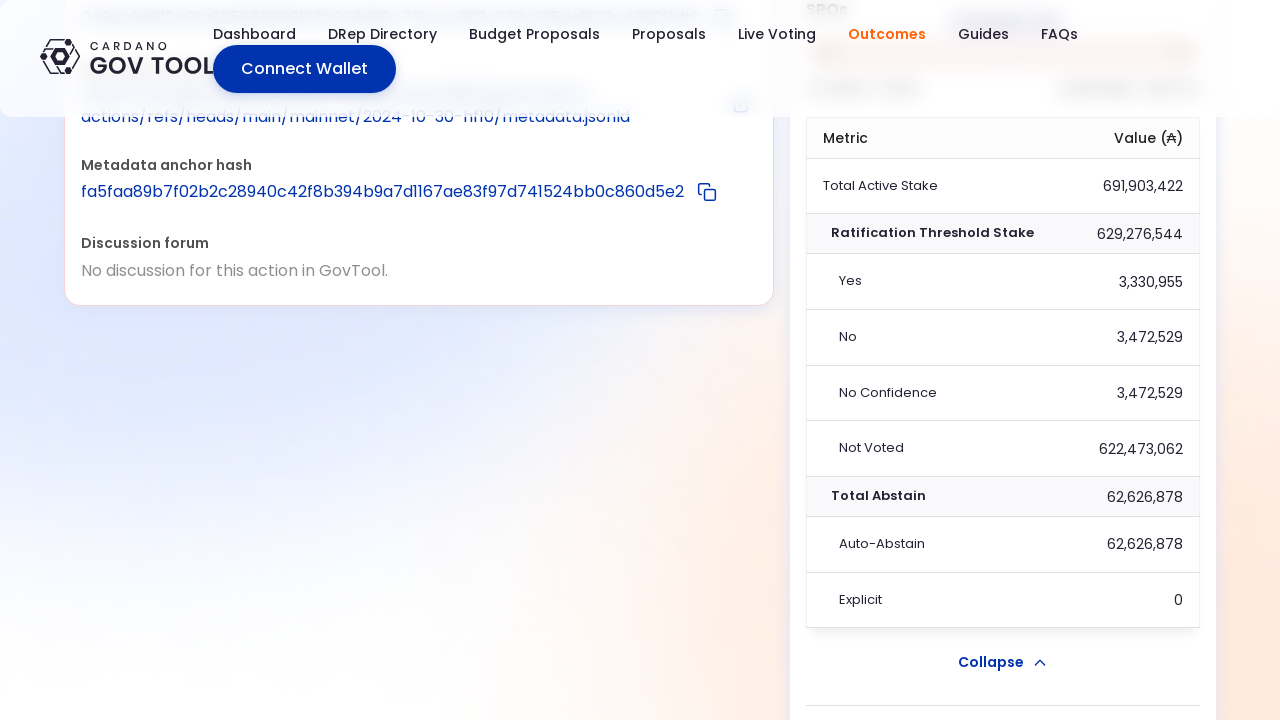 CARDANO
GOV TOOL
Dashboard
DRep Directory
Budget Proposals
Proposals
Live Voting
Outcomes
Guides
FAQs
Connect Wallet
actions/refs/heads/main/mainnet/2024-10-30-hf10/metadata.jsonld
Metadata anchor hash
fa5faa89b7f02b2c28940c42f8b394b9a7d1167ae83f97d741524bb0c860d5e2
Discussion forum
No discussion for this action in GovTool.
SPOs
Metric Value (₳)
Total Active Stake 691,903,422
Ratification Threshold Stake 629,276,544
Yes 3,330,955
No 3,472,529
No Confidence 3,472,529
Not Voted 622,473,062
Total Abstain 62,626,878
Auto-Abstain 62,626,878
Explicit 0
Collapse